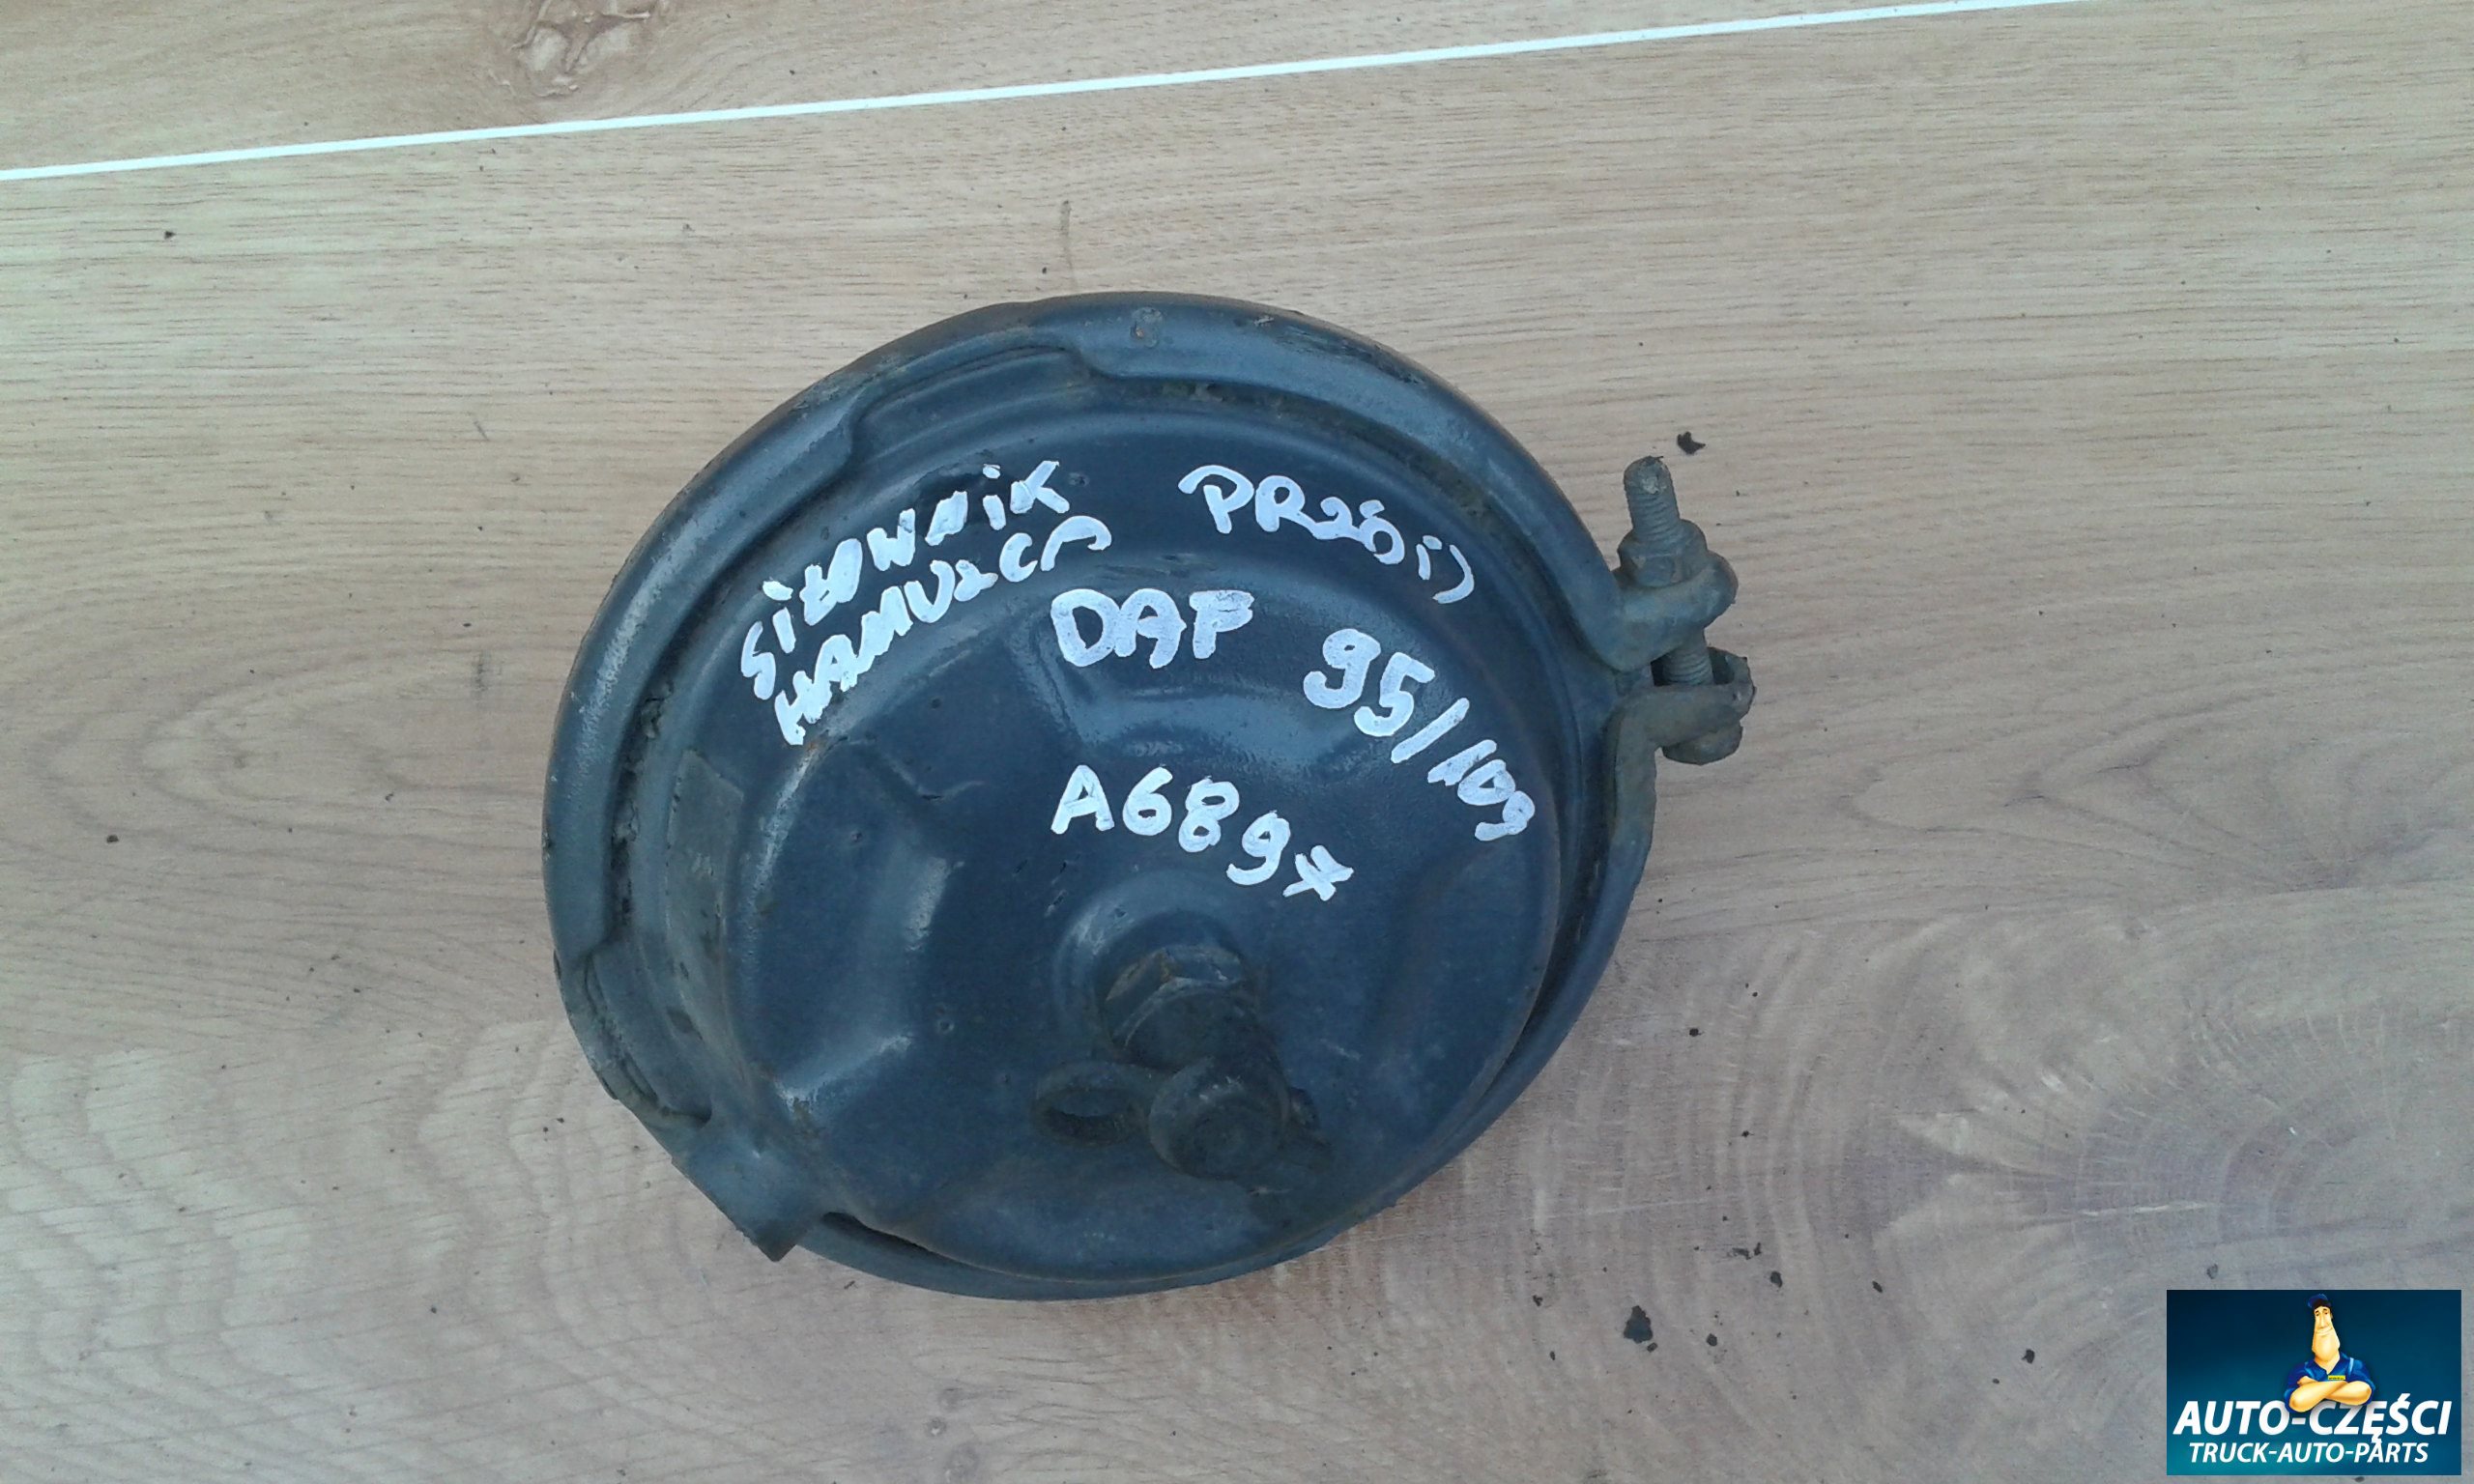 SIŁOWNIK
HAMULCA
PRZÓD
DAF 95/109
A6897
AUTO-CZĘŚCI
TRUCK-AUTO-PARTS